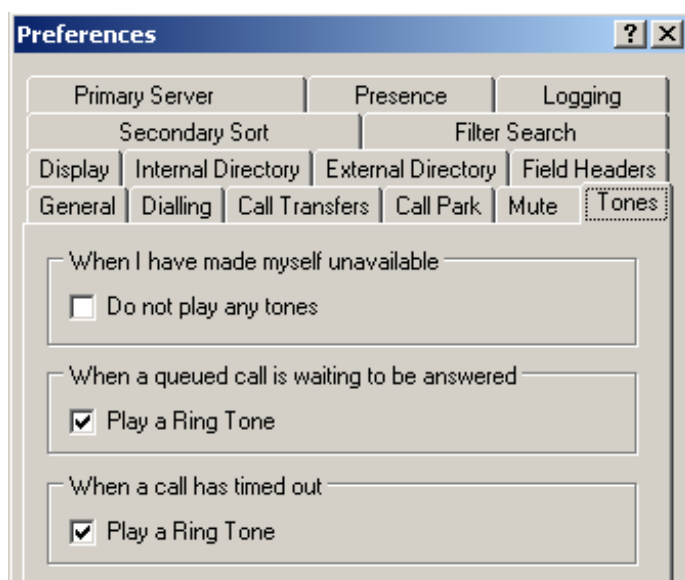 Preferences ? X
Primary Server Presence Logging
Secondary Sort Filter Search
Display Internal Directory External Directory Field Headers
General Dialling Call Transfers Call Park Mute Tones
When I have made myself unavailable
Do not play any tones
When a queued call is waiting to be answered
Play a Ring Tone
When a call has timed out
Play a Ring Tone